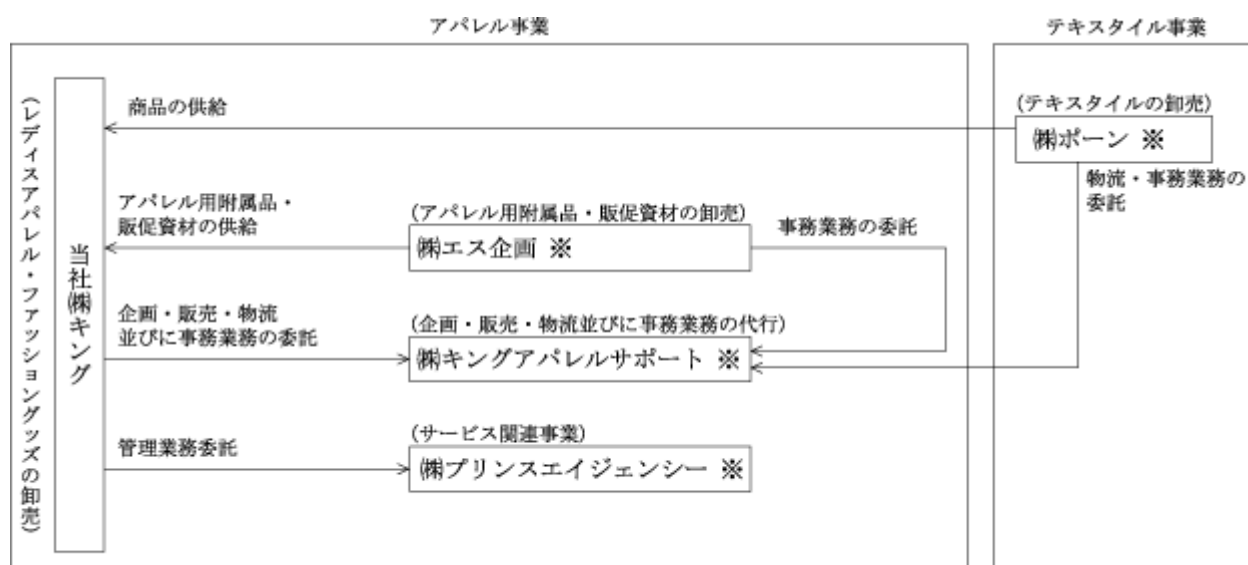 アパレル事業
テキスタイル事業
(レディスアパレル・ファッショングッズの卸売)
当社㈱キング
商品の供給
(テキスタイルの卸売)
㈱ポーン ※
物流・事務業務の
委託
アパレル用附属品・
販促資材の供給
(アパレル用附属品・販促資材の卸売)
㈱エス企画 ※
事務業務の委託
企画・販売・物流
並びに事務業務の委託
(企画・販売・物流並びに事務業務の代行)
㈱キングアパレルサポート ※
管理業務委託
(サービス関連事業)
㈱プリンスエイジェンシー ※